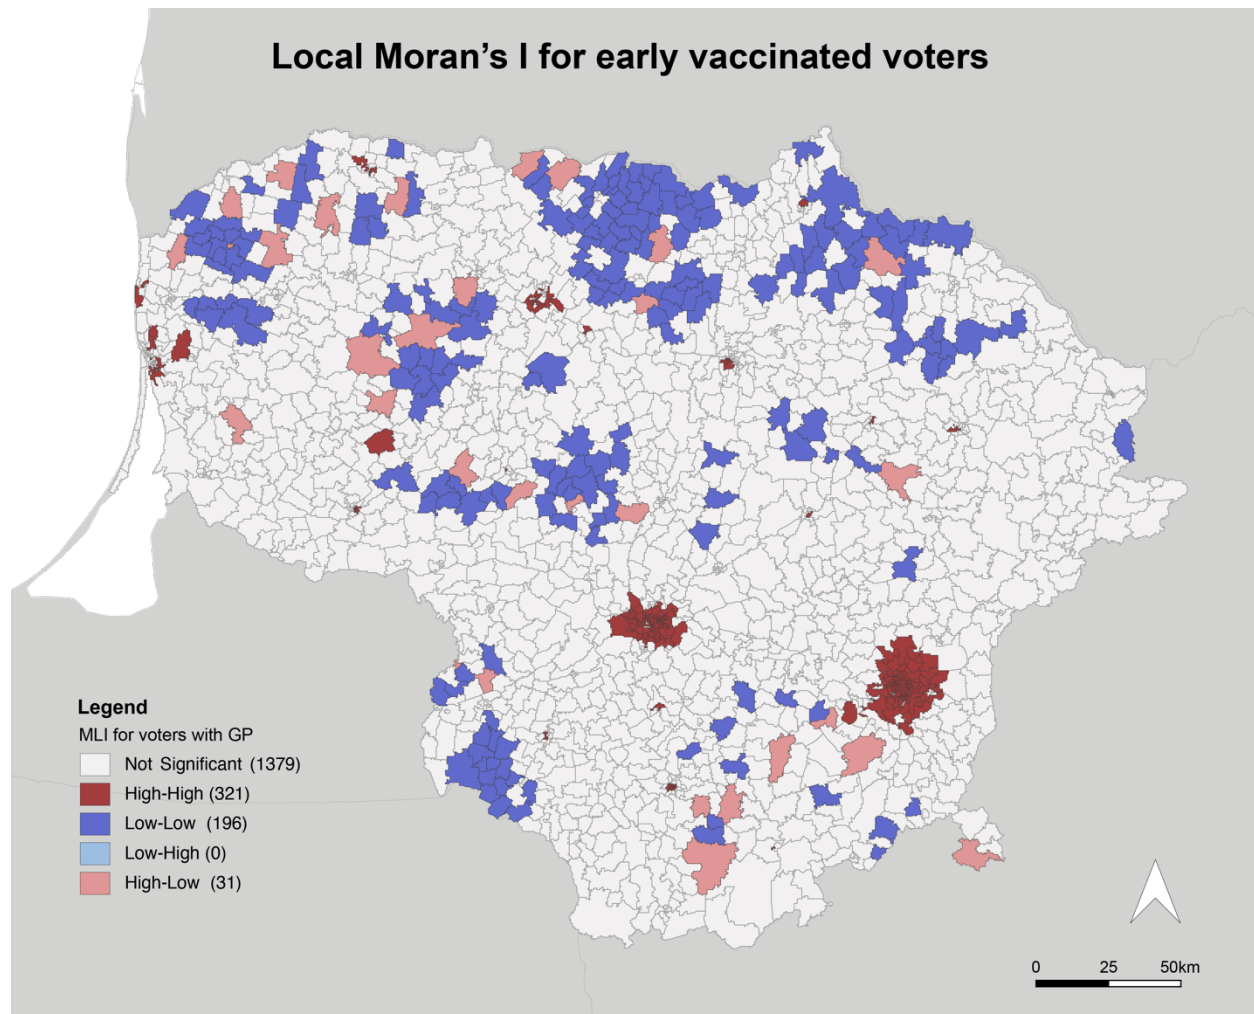 Local Moran’s I for early vaccinated voters
Legend
MLI for voters with GP
Not Significant (1379)
High-High (321)
Low-Low (196)
Low-High (0)
High-Low (31)
0 25 50km